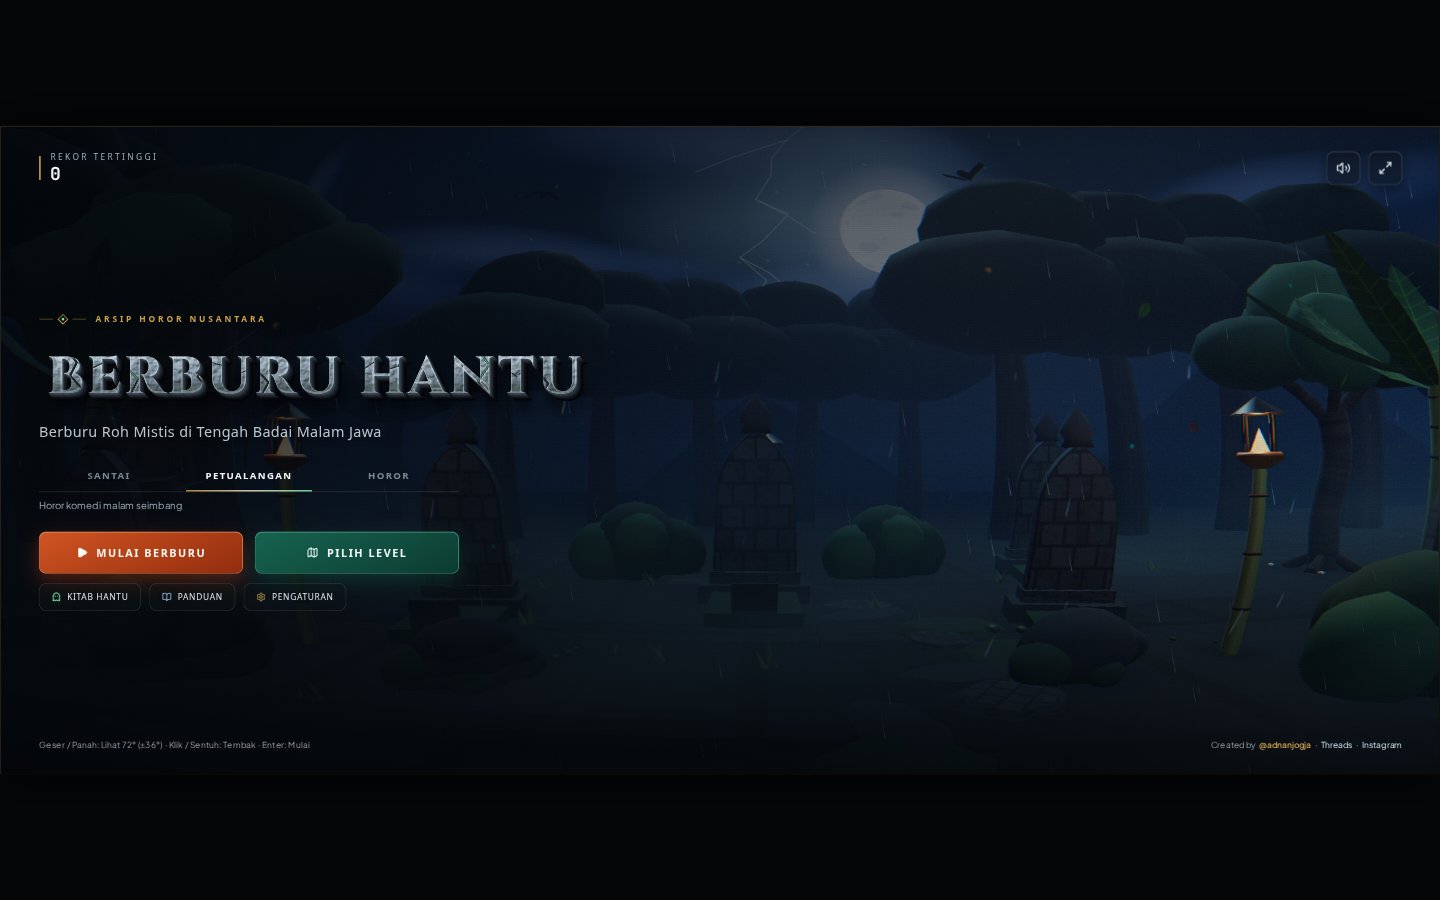 REKOR TERTINGGI
0
ARSIP HOROR NUSANTARA
BERBURU HANTU
Berburu Roh Mistis di Tengah Badai Malam Jawa
SANTAI PETUALANGAN HOROR
Horor komedi malam seimbang
MULAI BERBURU PILIH LEVEL
KITAB HANTU PANDUAN PENGATURAN
Geser / Panah: Lihat 72° (±36°) · Klik / Sentuh: Tembak · Enter: Mulai
Created by @adnanjogja · Threads · Instagram